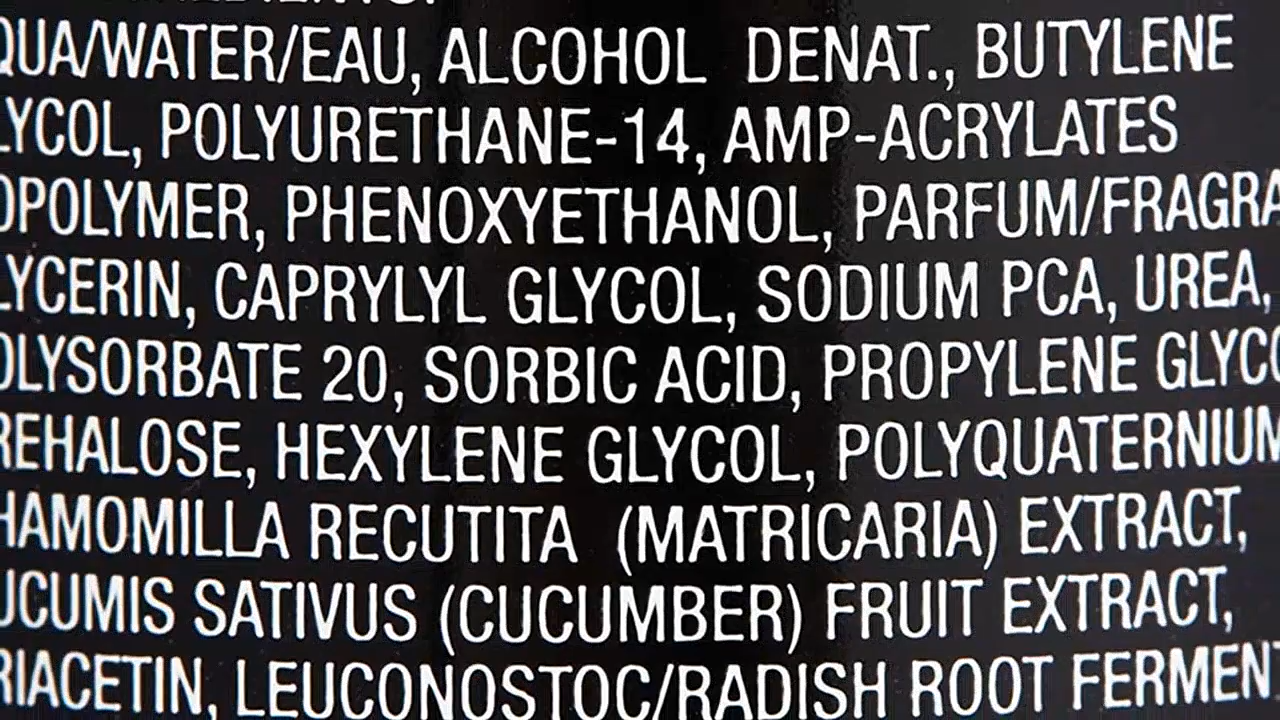 QUA/WATER/EAU, ALCOHOL DENAT., BUTYLENE
LYCOL, POLYURETHANE-14, AMP-ACRYLATES
OPOLYMER, PHENOXYETHANOL, PARFUM/FRAGRA
LYCERIN, CAPRYLYL GLYCOL, SODIUM PCA, UREA,
OLYSORBATE 20, SORBIC ACID, PROPYLENE GLYCO
REHALOSE, HEXYLENE GLYCOL, POLYQUATERNIUM
HAMOMILLA RECUTITA (MATRICARIA) EXTRACT,
UCUMIS SATIVUS (CUCUMBER) FRUIT EXTRACT,
RIACETIN, LEUCONOSTOC/RADISH ROOT FERMENT